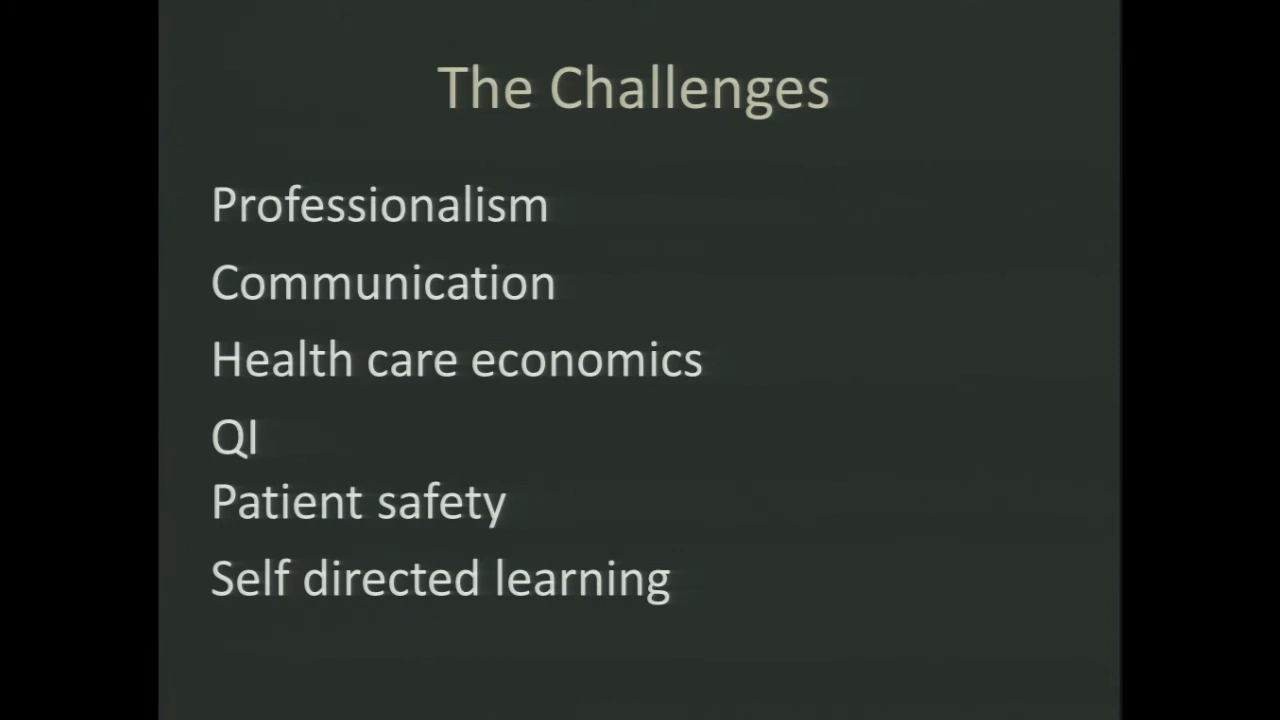 The Challenges
Professionalism
Communication
Health care economics
QI
Patient safety
Self directed learning